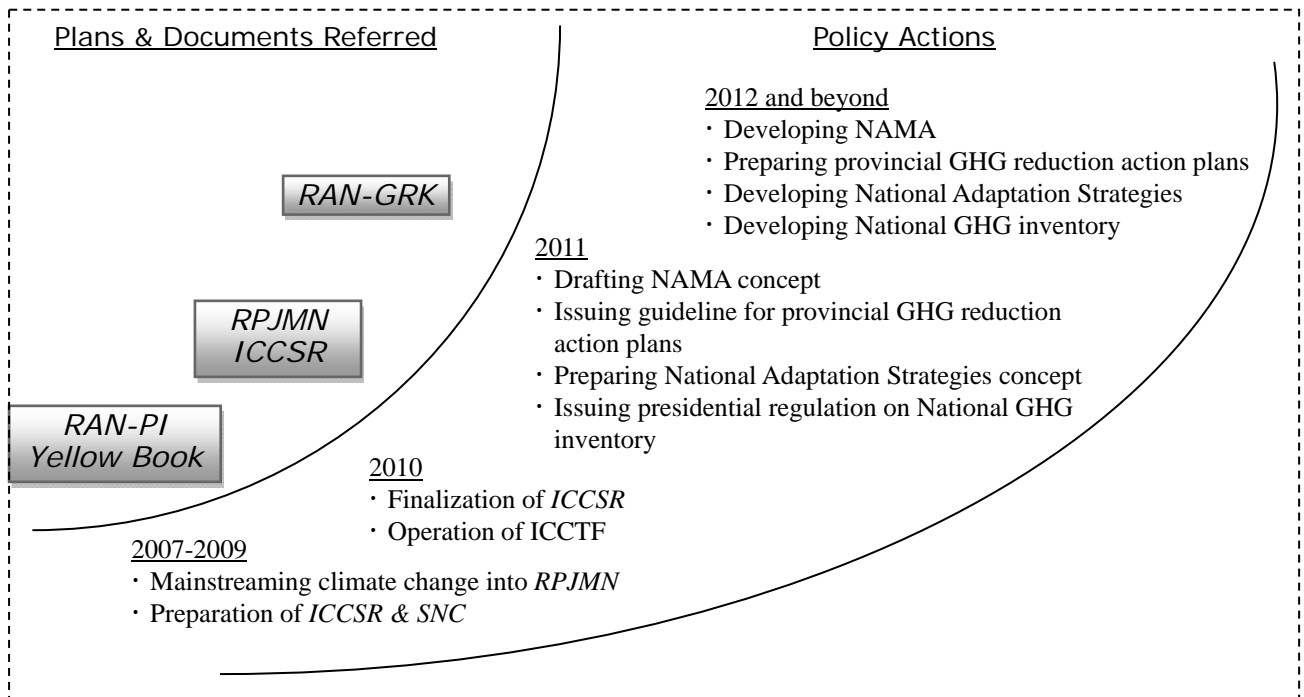 Plans & Documents Referred
RAN-GRK
RPJMN
ICCSR
RAN-PI
Yellow Book
Policy Actions
2012 and beyond
・ Developing NAMA
・ Preparing provincial GHG reduction action plans
・ Developing National Adaptation Strategies
・ Developing National GHG inventory
2011
・ Drafting NAMA concept
・ Issuing guideline for provincial GHG reduction
action plans
・ Preparing National Adaptation Strategies concept
・ Issuing presidential regulation on National GHG
inventory
2010
・ Finalization of ICCSR
・ Operation of ICCTF
2007-2009
・ Mainstreaming climate change into RPJMN
・ Preparation of ICCSR & SNC